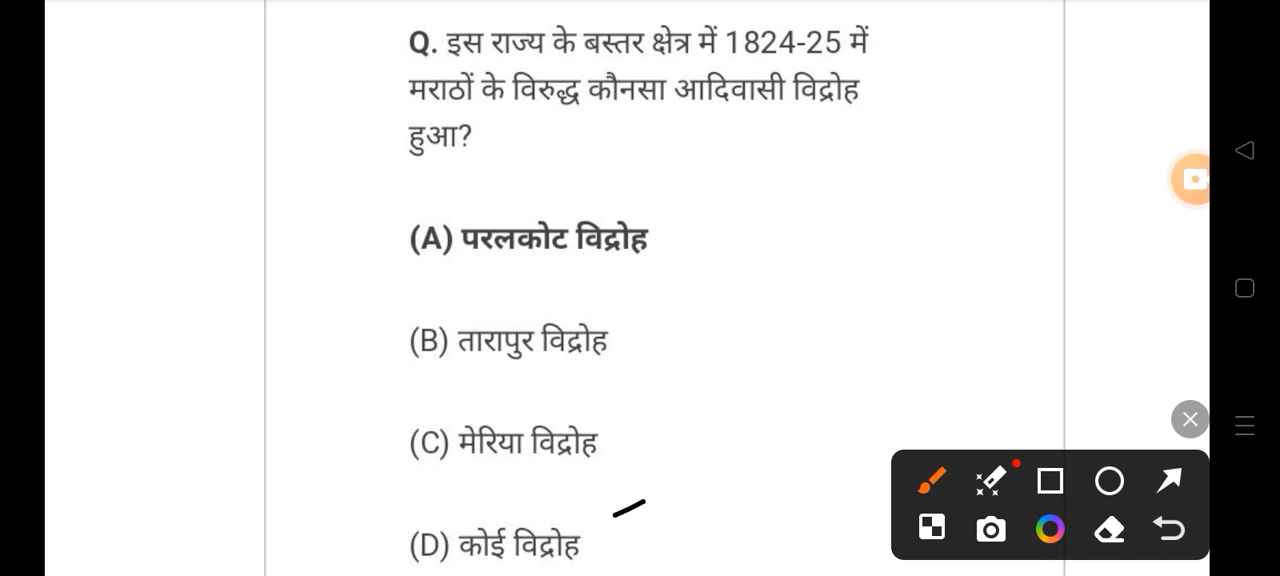 Q. इस राज्य के बस्तर क्षेत्र में 1824-25 में
मराठों के विरुद्ध कौनसा आदिवासी विद्रोह
हुआ?
(A) परलकोट विद्रोह
(B) तारापुर विद्रोह
(C) मेरिया विद्रोह
(D) कोई विद्रोह